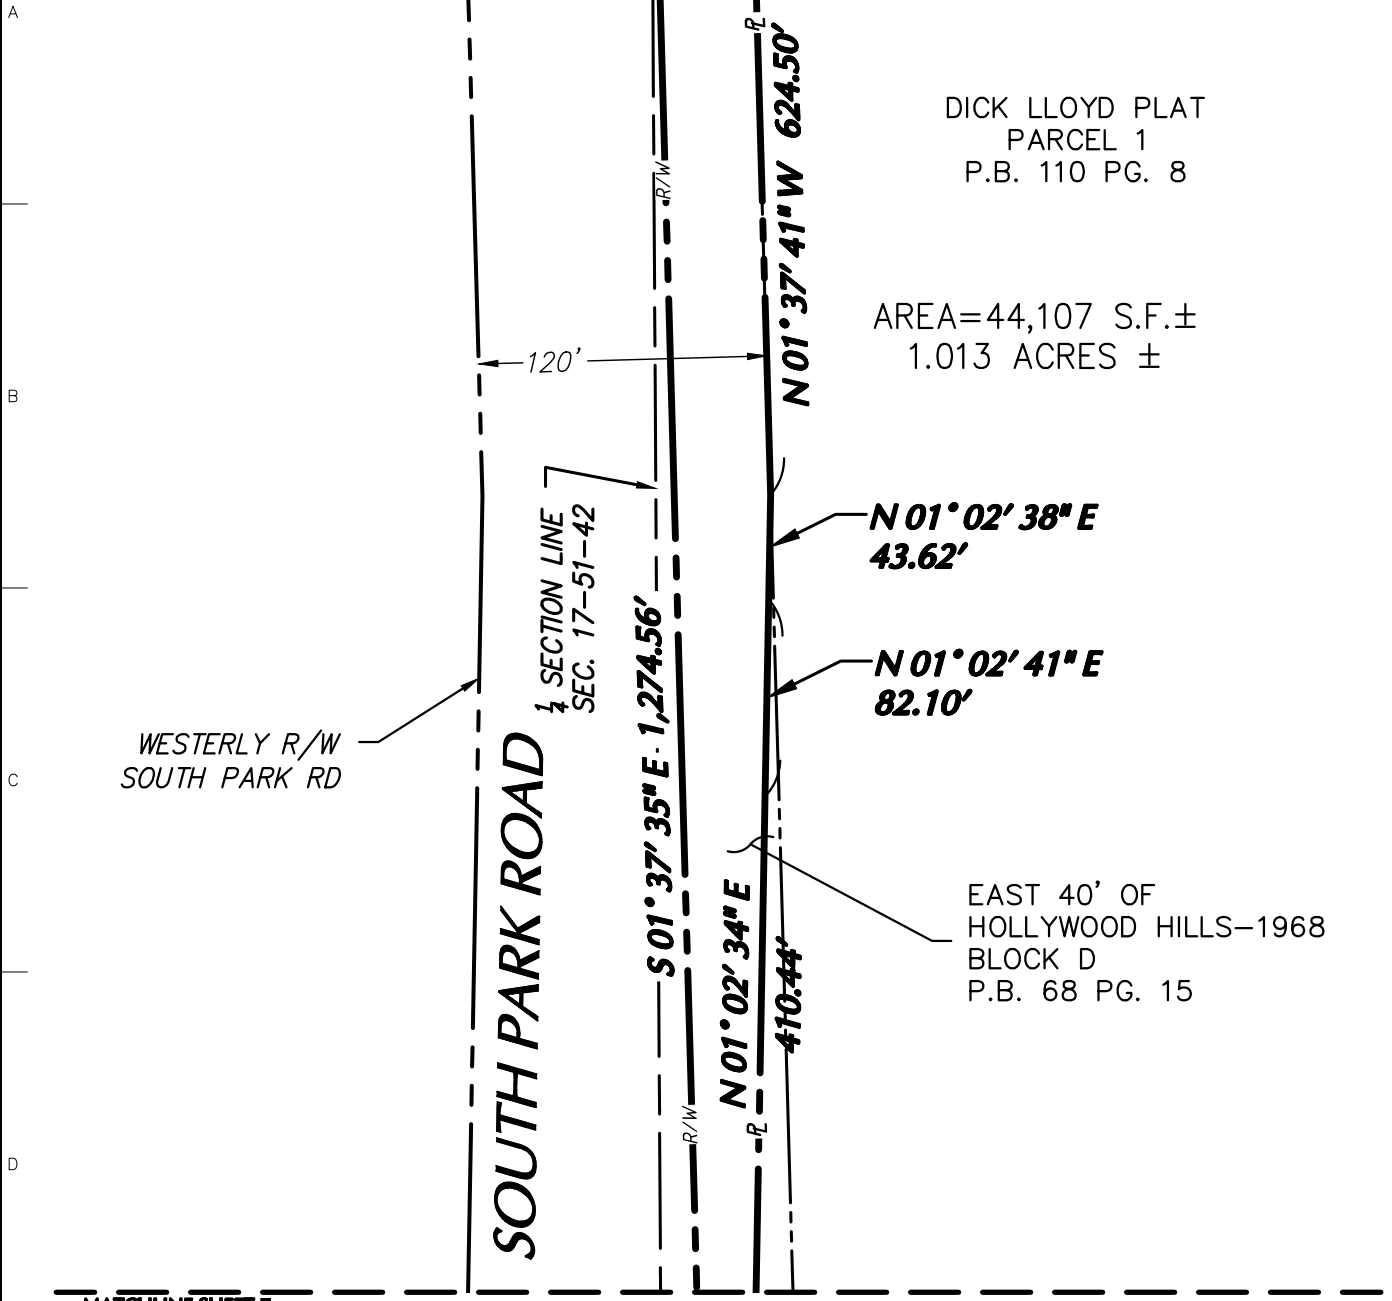 A
B
C
D
DICK LLOYD PLAT
PARCEL 1
P.B. 110 PG. 8
AREA=44,107 S.F.±
1.013 ACRES ±
PL
N 01° 37' 41" W 624.50'
R/W
120'
N 01° 02' 38" E
43.62'
1/4 SECTION LINE
SEC. 17-51-42
S 01° 37' 35" E 1,274.56'
N 01° 02' 41" E
82.10'
WESTERLY R/W
SOUTH PARK RD
SOUTH PARK ROAD
EAST 40' OF
HOLLYWOOD HILLS-1968
BLOCK D
P.B. 68 PG. 15
N 01° 02' 34" E
410.44'
R/W
PL